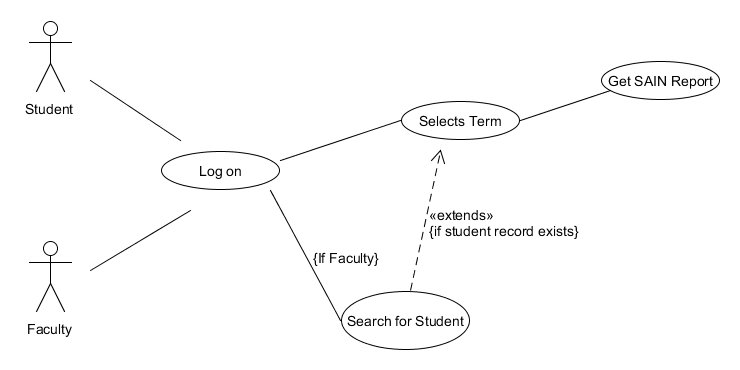 Student
Get SAIN Report
Selects Term
Log on
«extends»
{if student record exists}
{If Faculty}
Faculty
Search for Student